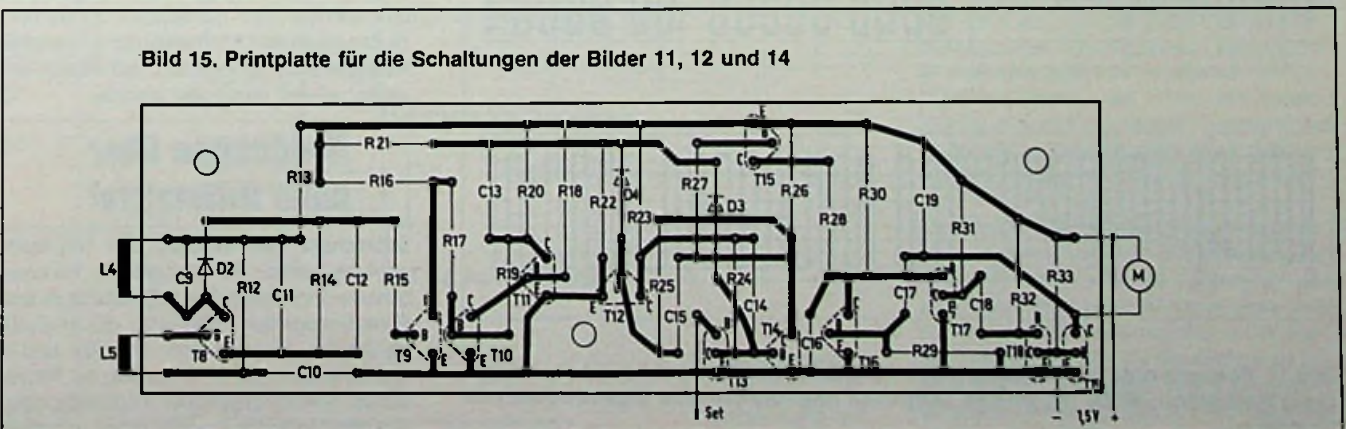 Bild 15. Printplatte für die Schaltungen der Bilder 11, 12 und 14
E
R21
B
R13
R16
C13
R20
R18
R22
D4
R23
R27
C
T15
R26
R30
C19
D3
R31
R17
R28
L4
C9
D2
R12
C11
R14
C12
R15
R19
T11
E
T12
R25
R24
C14
C15
C17
C18
R33
M
R32
T17
C16
L5
T8
E
T9
B
E
T10
E
T14
E
T16
R29
T18
C10
T13
Set
−
1,5V
+